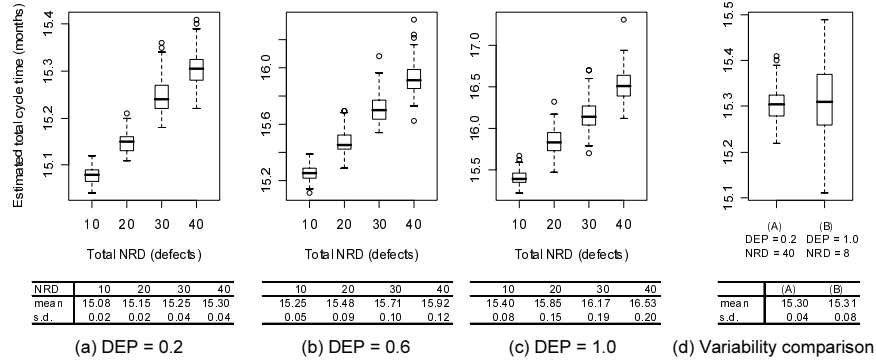 Estimated total cycle time (months)
15.4
15.3
15.2
15.1
10 20 30 40
Total NRD (defects)
16.0
15.6
15.2
10 20 30 40
Total NRD (defects)
17.0
16.5
16.0
15.5
10 20 30 40
Total NRD (defects)
15.5
15.4
15.3
15.2
15.1
(A) (B)
DEP = 0.2 DEP = 1.0
NRD = 40 NRD = 8
NRD 10 20 30 40
mean 15.08 15.15 15.25 15.30
s.d. 0.02 0.02 0.04 0.04
10 20 30 40
15.25 15.48 15.71 15.92
0.05 0.09 0.10 0.12
10 20 30 40
15.40 15.85 16.17 16.53
0.08 0.15 0.19 0.20
(A) (B)
mean 15.30 15.31
s.d. 0.04 0.08
(a) DEP = 0.2
(b) DEP = 0.6
(c) DEP = 1.0
(d) Variability comparison